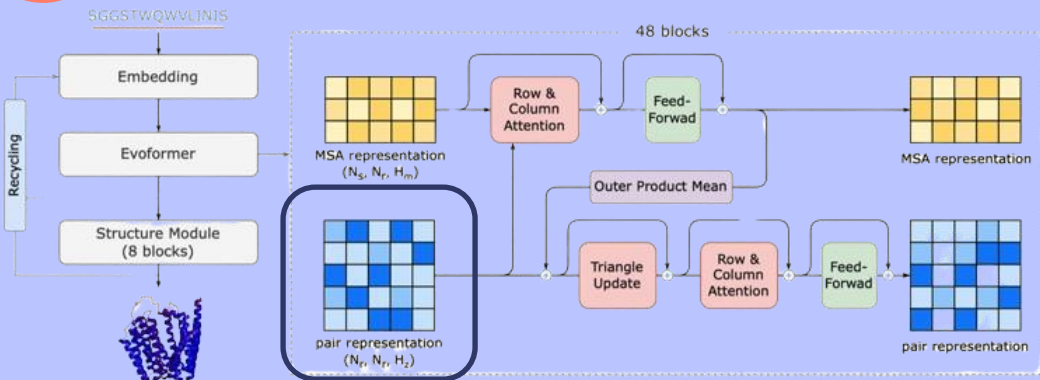 SGGSTWQWVLINIS
48 blocks
Embedding
Evoformer
Structure Module
(8 blocks)
Recycling
MSA representation
(Ns, Nr, Hm)
Row &
Column
Attention
Feed-
Forwad
MSA representation
Outer Product Mean
pair representation
(Nr, Nr, Hz)
Triangle
Update
Row &
Column
Attention
Feed-
Forwad
pair representation